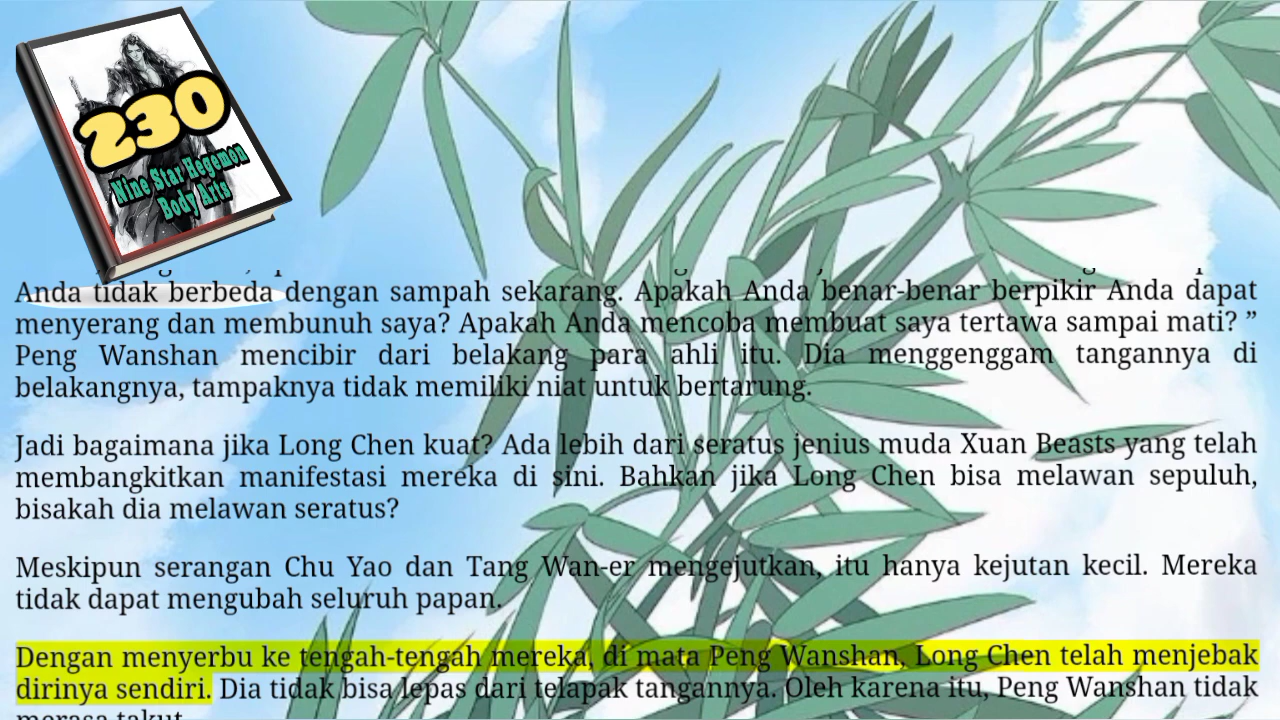 230
Nine Star Hegemon
Body Arts
Anda tidak berbeda dengan sampah sekarang. Apakah Anda benar-benar berpikir Anda dapat
menyerang dan membunuh saya? Apakah Anda mencoba membuat saya tertawa sampai mati? ”
Peng Wanshan mencibir dari belakang para ahli itu. Dia menggenggam tangannya di
belakangnya, tampaknya tidak memiliki niat untuk bertarung.
Jadi bagaimana jika Long Chen kuat? Ada lebih dari seratus jenius muda Xuan Beasts yang telah
membangkitkan manifestasi mereka di sini. Bahkan jika Long Chen bisa melawan sepuluh,
bisakah dia melawan seratus?
Meskipun serangan Chu Yao dan Tang Wan-er mengejutkan, itu hanya kejutan kecil. Mereka
tidak dapat mengubah seluruh papan.
Dengan menyerbu ke tengah-tengah mereka, di mata Peng Wanshan, Long Chen telah menjebak
dirinya sendiri. Dia tidak bisa lepas dari telapak tangannya. Oleh karena itu, Peng Wanshan tidak
merasa takut.